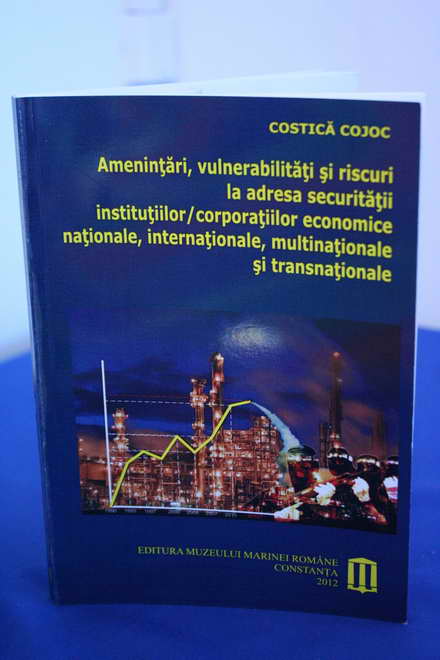 COSTICĂ COJOC
Ameninţări, vulnerabilităţi şi riscuri
la adresa securităţii
instituţiilor/corporaţiilor economice
naţionale, internaţionale, multinaţionale
şi transnaţionale
EDITURA MUZEULUI MARINEI ROMÂNE
CONSTANŢA
2012